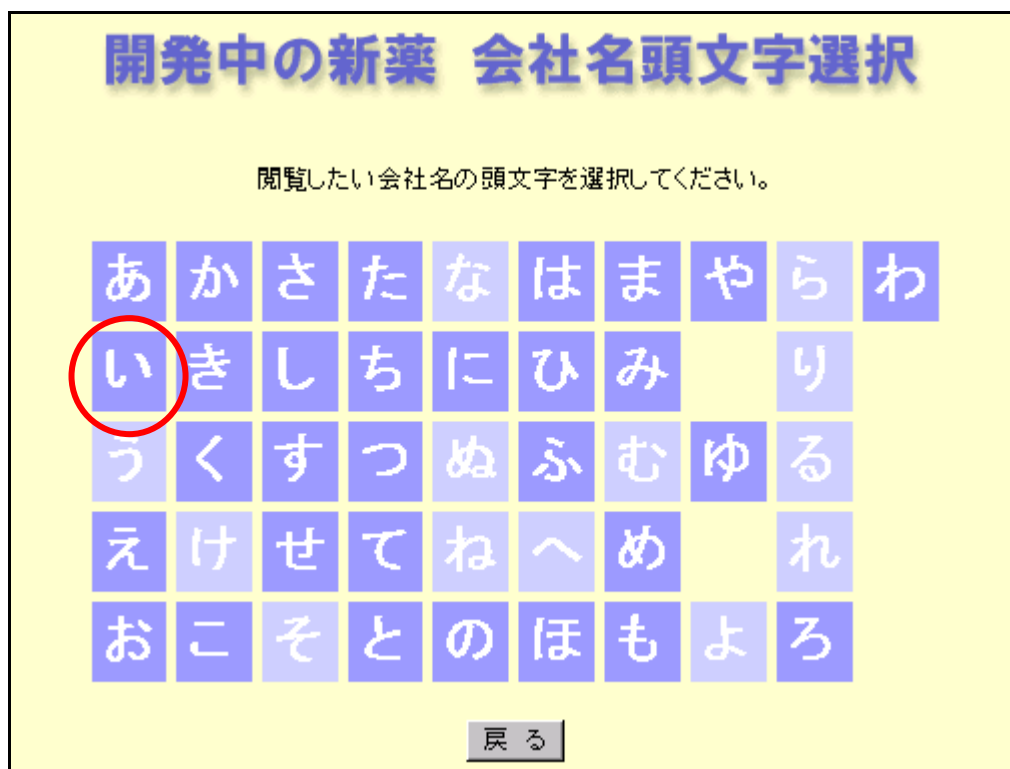 開発中の新薬 会社名頭文字選択
閲覧したい会社名の頭文字を選択してください。
あ か さ た な は ま や ら わ
い き し ち に ひ み り
う く す つ ぬ ふ む ゆ る
え け せ て ね へ め れ
お こ そ と の ほ も よ ろ
戻 る